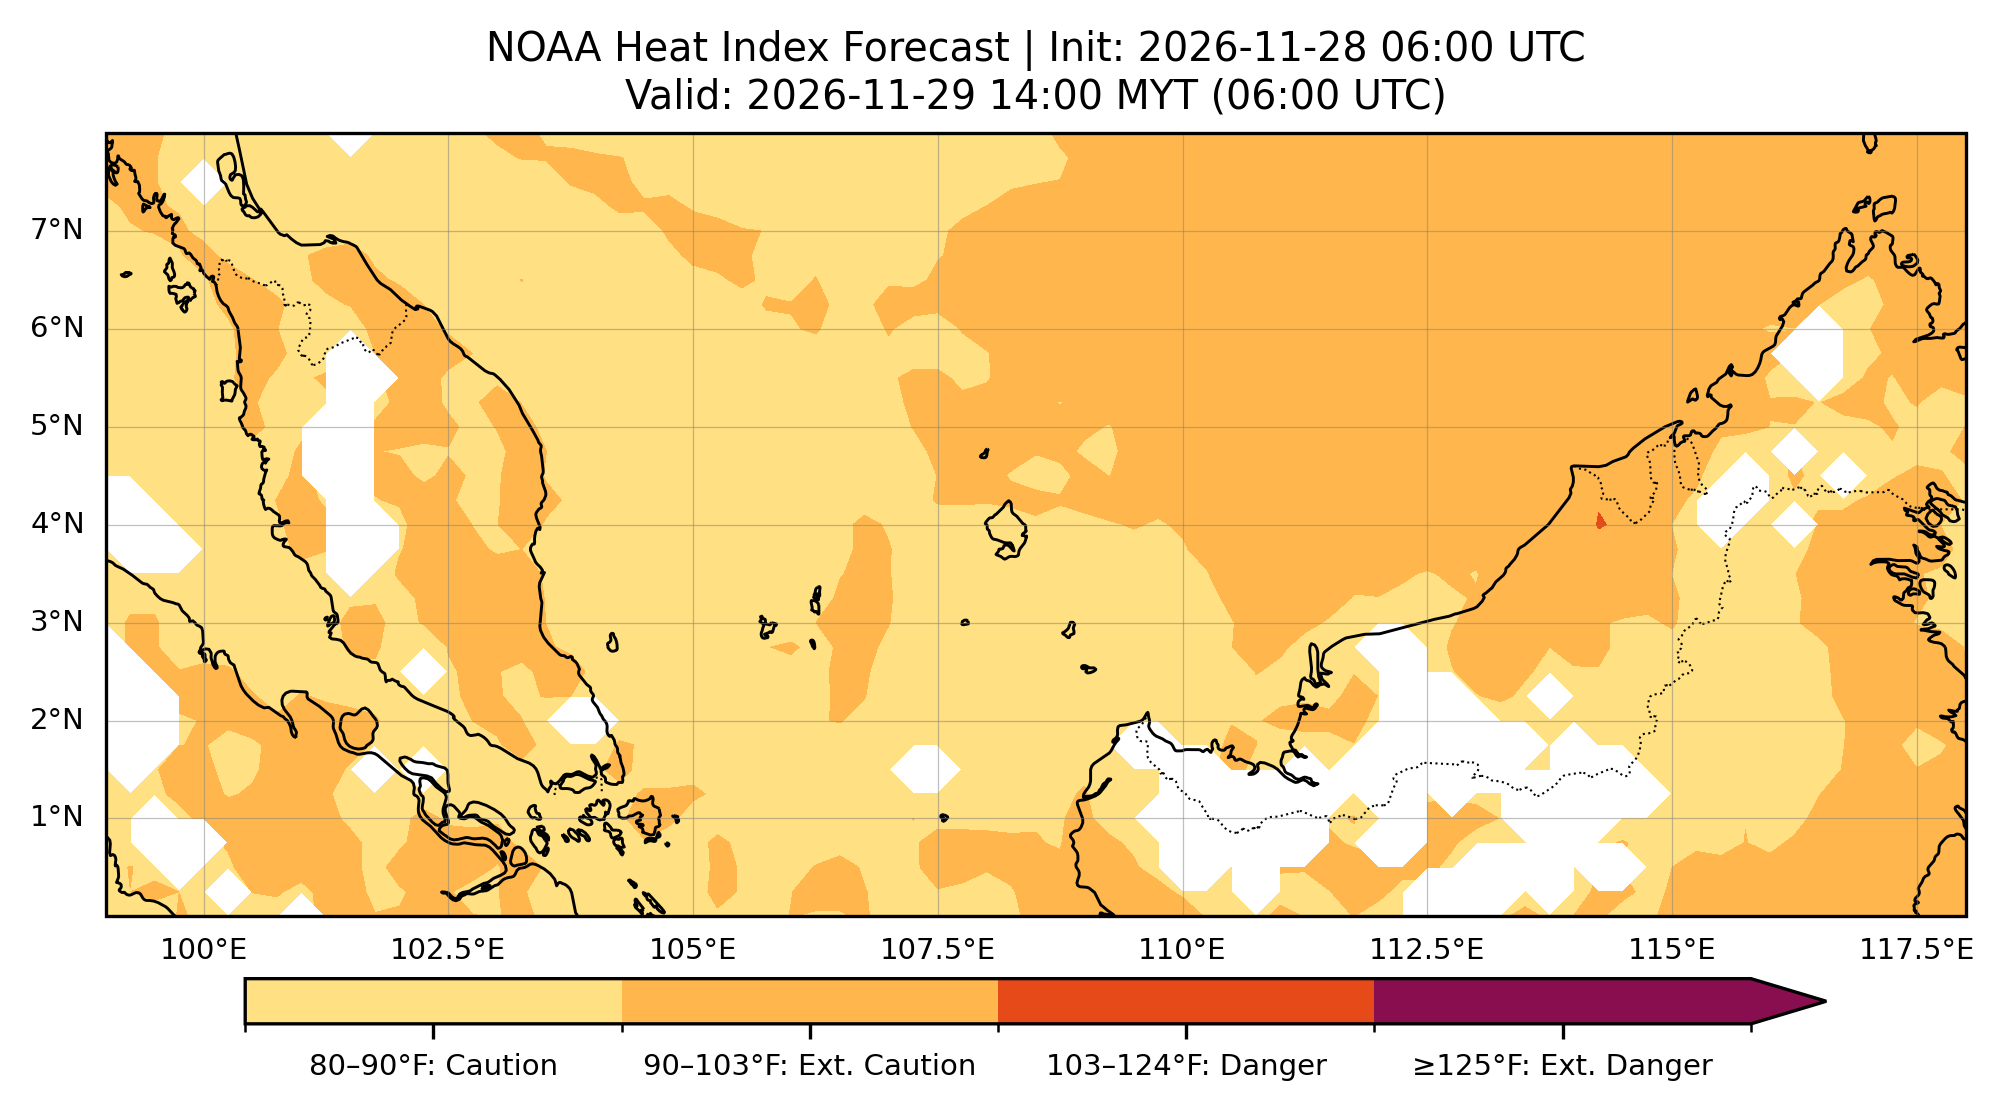 NOAA Heat Index Forecast | Init: 2026-11-28 06:00 UTC
Valid: 2026-11-29 14:00 MYT (06:00 UTC)
7°N
6°N
5°N
4°N
3°N
2°N
1°N
100°E 102.5°E 105°E 107.5°E 110°E 112.5°E 115°E 117.5°E
80–90°F: Caution 90–103°F: Ext. Caution 103–124°F: Danger ≥125°F: Ext. Danger